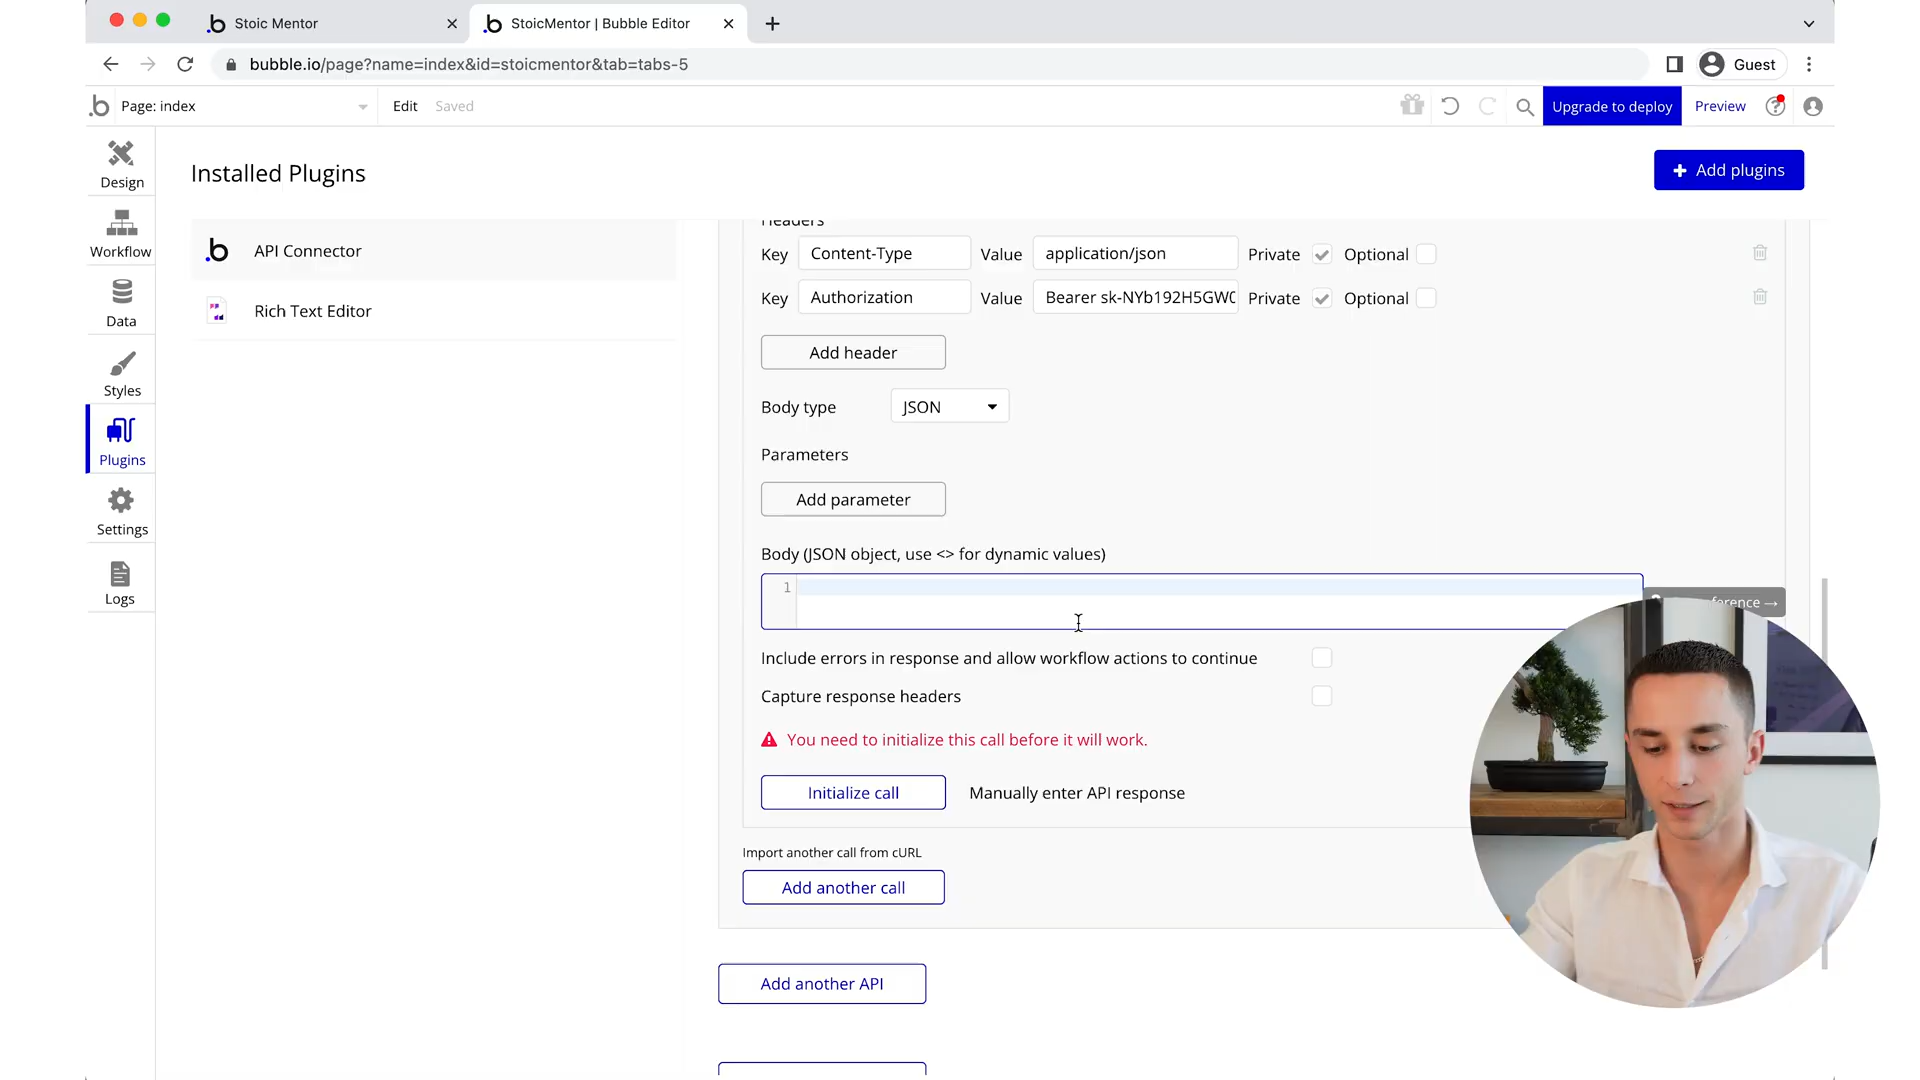 Stoic Mentor
StoicMentor | Bubble Editor
bubble.io/page?name=index&id=stoicmentor&tab=tabs-5
Guest
Page: index
Edit
Saved
Upgrade to deploy
Preview
Design
Workflow
Data
Styles
Plugins
Settings
Logs
Installed Plugins
Add plugins
API Connector
Rich Text Editor
Headers
Key Content-Type Value application/json Private Optional
Key Authorization Value Bearer sk-NYb192H5GW Private Optional
Add header
Body type JSON
Parameters
Add parameter
Body (JSON object, use <> for dynamic values)
1
Include errors in response and allow workflow actions to continue
Capture response headers
You need to initialize this call before it will work.
Initialize call
Manually enter API response
Import another call from cURL
Add another call
Add another API